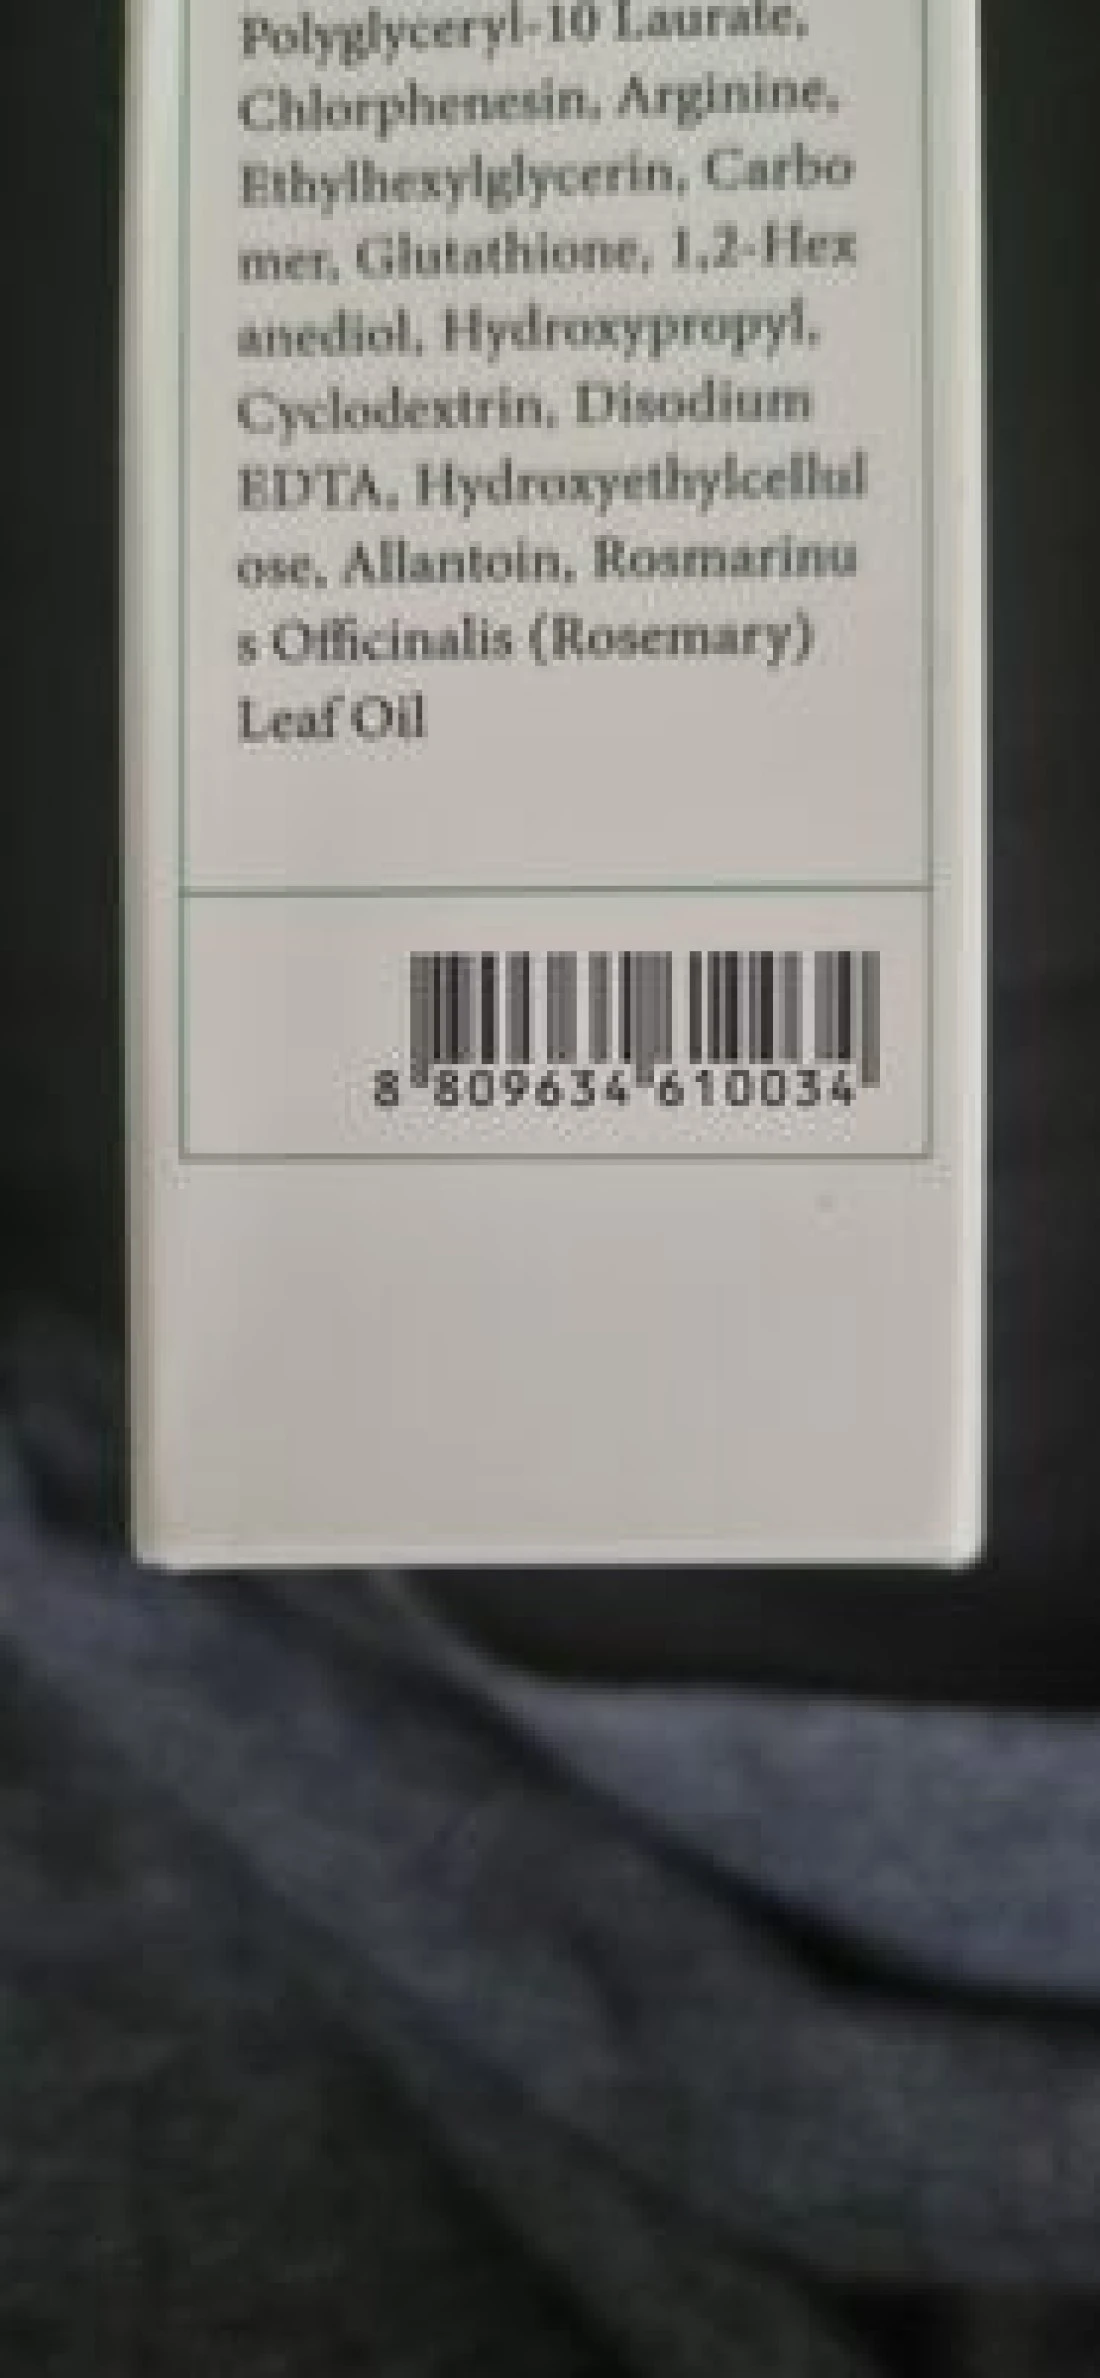 Polyglyceryl-10 Laurate,
Chlorphenesin, Arginine,
Ethylhexylglycerin, Carbo
mer, Glutathione, 1,2-Hex
anediol, Hydroxypropyl,
Cyclodextrin, Disodium
EDTA, Hydroxyethylcellul
ose, Allantoin, Rosmarinu
s Officinalis (Rosemary)
Leaf Oil
8 809634 610034